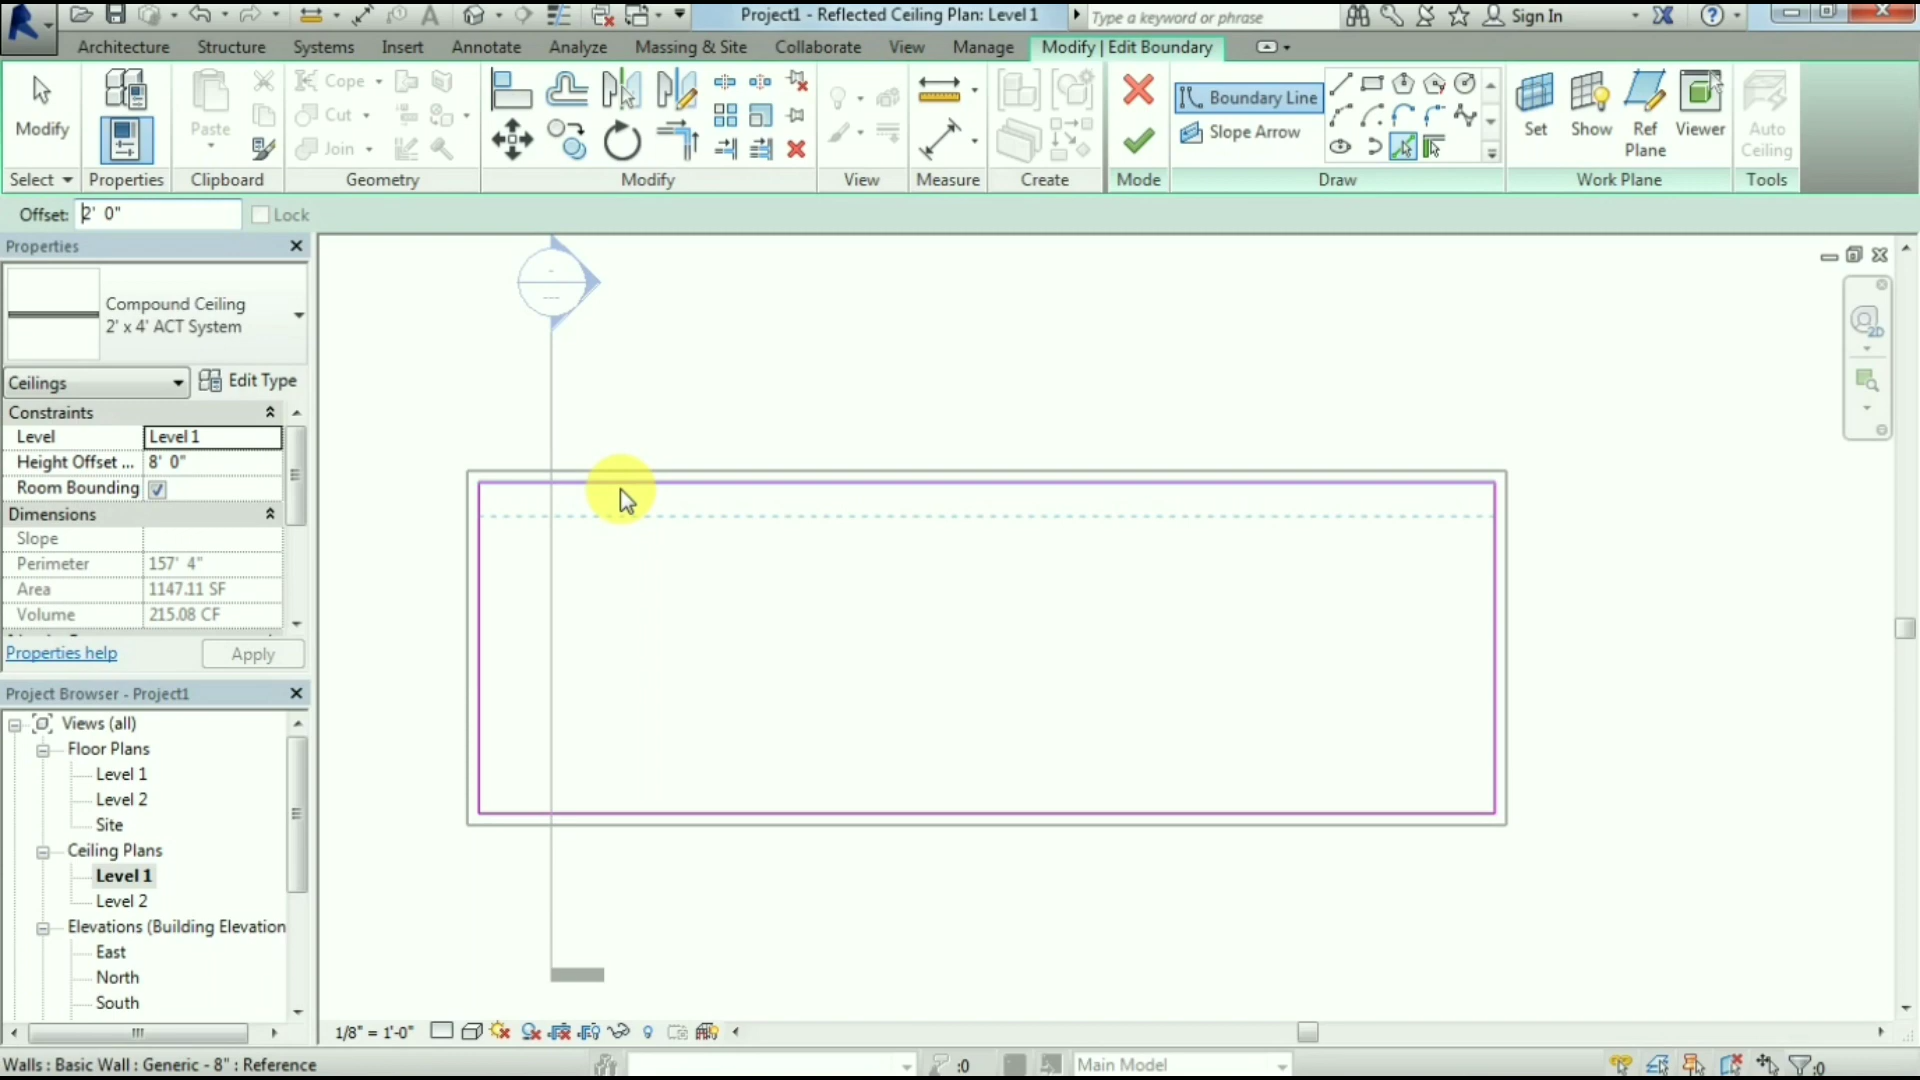 Project1 - Reflected Ceiling Plan: Level 1
Type a keyword or phrase
Sign In
Architecture Structure Systems Insert Annotate Analyze Massing & Site Collaborate View Manage Modify | Edit Boundary
Modify
Paste
Cope
Cut
Join
Boundary Line
Slope Arrow
Set Show Ref Plane Viewer Auto Ceiling
Select Properties Clipboard Geometry Modify View Measure Create Mode Draw Work Plane Tools
Offset: 2' 0" Lock
Properties
Compound Ceiling
2' x 4' ACT System
Ceilings Edit Type
Constraints
Level Level 1
Height Offset ... 8' 0"
Room Bounding
Dimensions
Slope
Perimeter 157' 4"
Area 1147.11 SF
Volume 215.08 CF
Properties help Apply
Project Browser - Project1
Views (all)
Floor Plans
Level 1
Level 2
Site
Ceiling Plans
Level 1
Level 2
Elevations (Building Elevation
East
North
South
2D
1/8" = 1'-0"
Walls : Basic Wall : Generic - 8" : Reference
:0
Main Model
:0